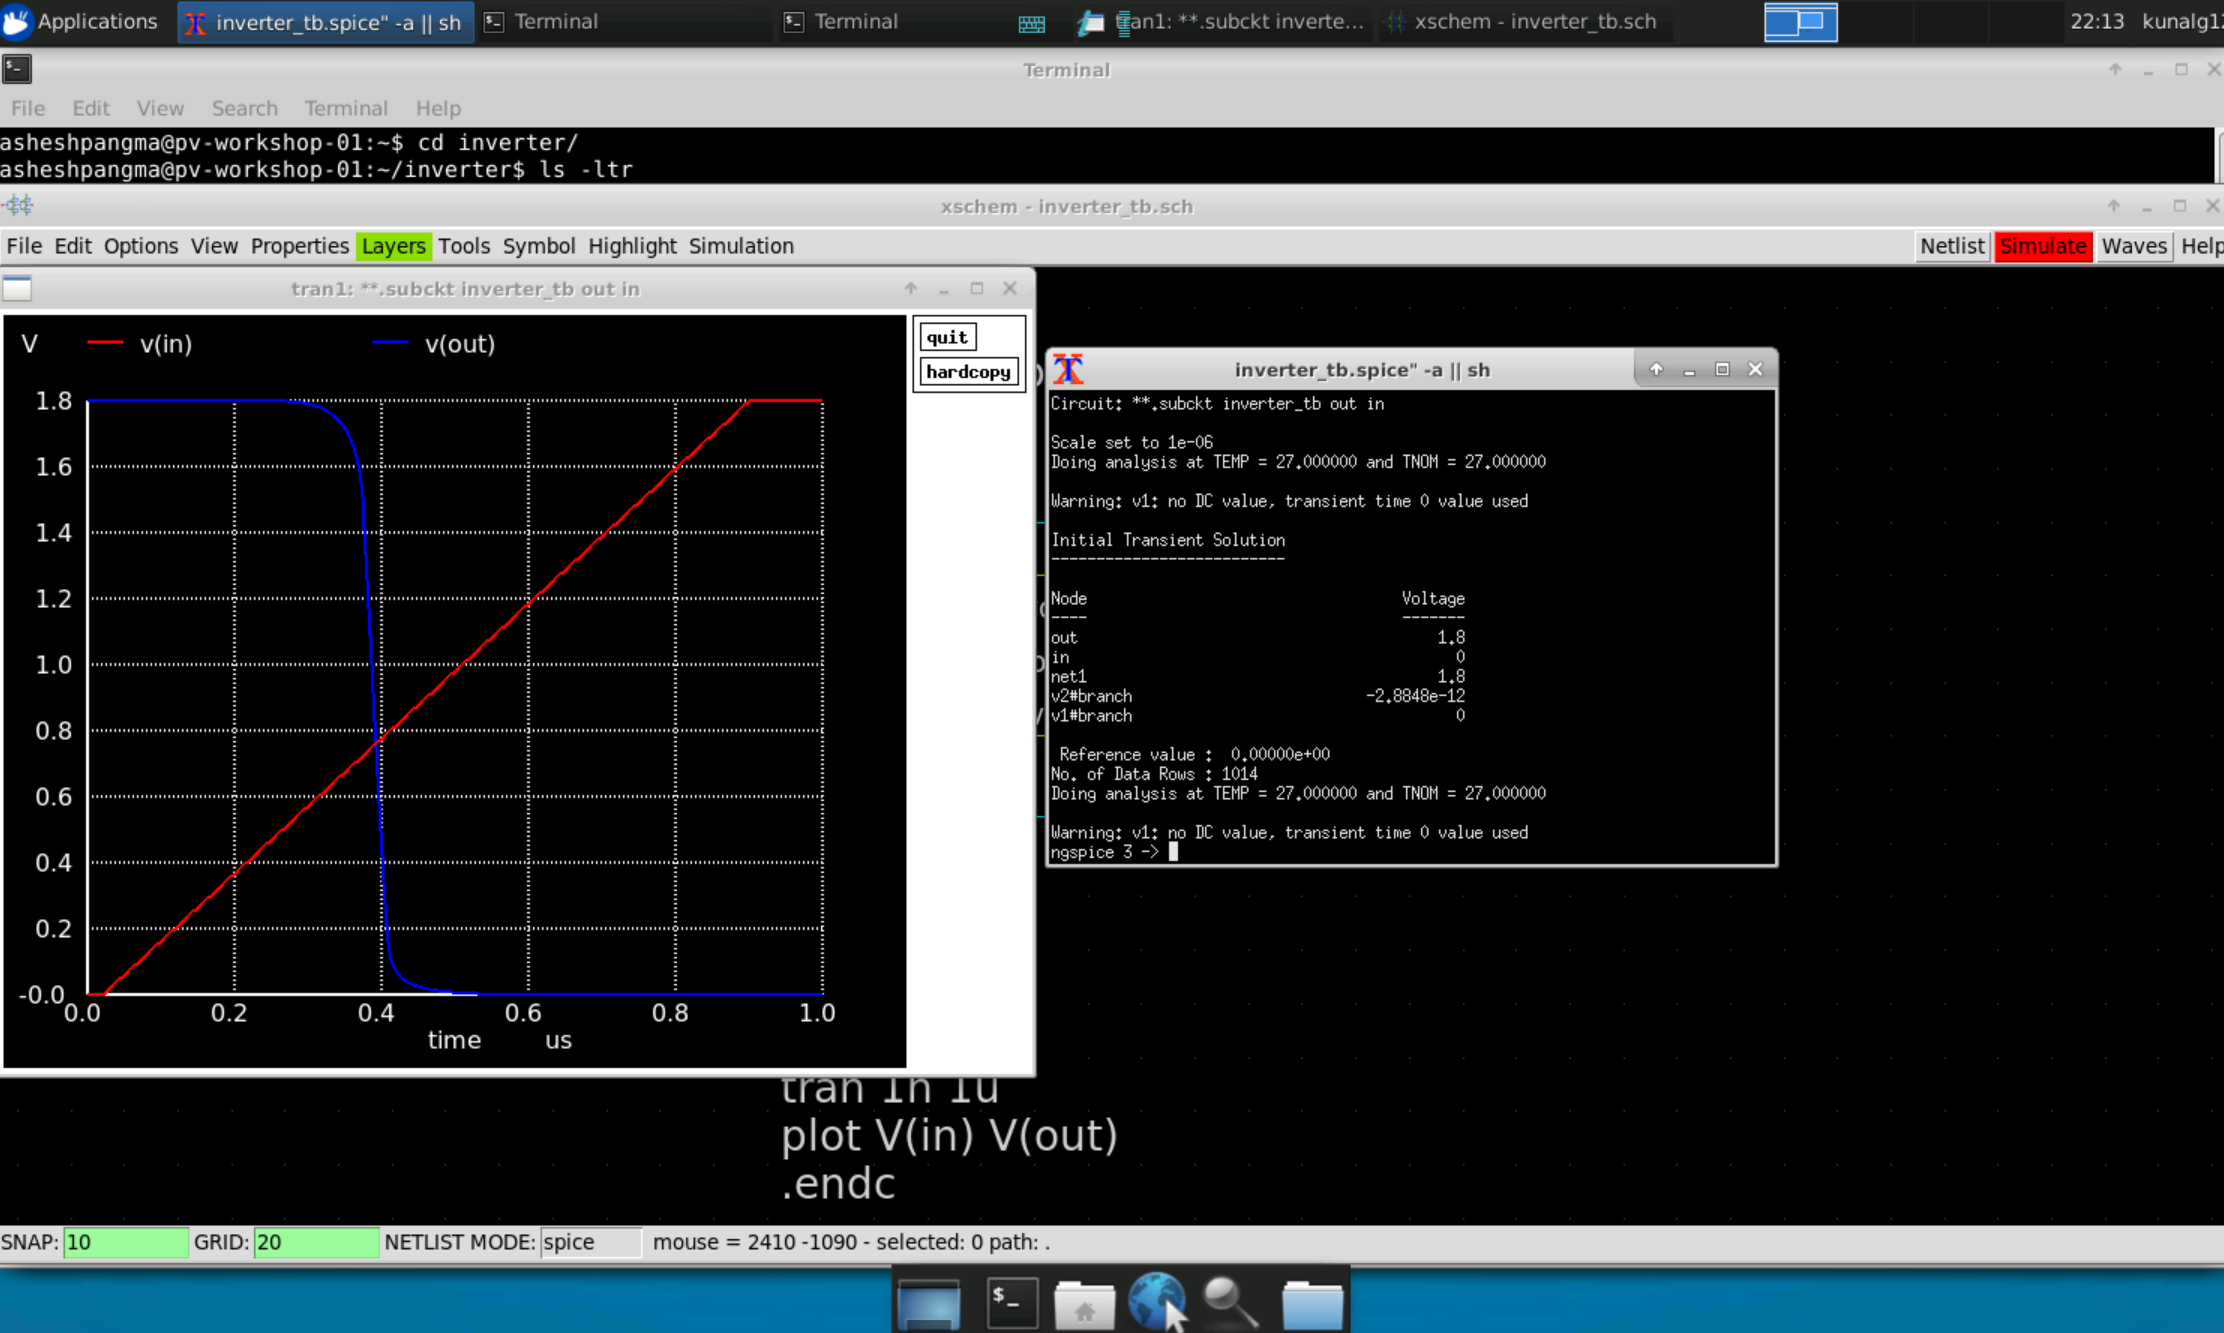 Applications inverter_tb.spice" -a || sh Terminal Terminal tran1: **.subckt inverte... xschem - inverter_tb.sch 22:13
Terminal
File Edit View Search Terminal Help
asheshpangma@pv-workshop-01:~$ cd inverter/
asheshpangma@pv-workshop-01:~/inverter$ ls -ltr
xschem - inverter_tb.sch
File Edit Options View Properties Layers Tools Symbol Highlight Simulation Netlist Simulate Waves Help
tran1: **.subckt inverter_tb out in
V v(in) v(out)
quit
hardcopy
1.8
1.6
1.4
1.2
1.0
0.8
0.6
0.4
0.2
-0.0
0.0 0.2 0.4 0.6 0.8 1.0
time us
inverter_tb.spice" -a || sh
Circuit: **.subckt inverter_tb out in
Scale set to 1e-06
Doing analysis at TEMP = 27.000000 and TNOM = 27.000000
Warning: v1: no DC value, transient time 0 value used
Initial Transient Solution
--------------------------
Node Voltage
---- -------
out 1.8
in 0
net1 1.8
v2#branch -2.8848e-12
v1#branch 0
Reference value : 0.00000e+00
No. of Data Rows : 1014
Doing analysis at TEMP = 27.000000 and TNOM = 27.000000
Warning: v1: no DC value, transient time 0 value used
ngspice 3 ->
tran 1n 1u
plot V(in) V(out)
.endc
SNAP: 10 GRID: 20 NETLIST MODE: spice mouse = 2410 -1090 - selected: 0 path: .
$_